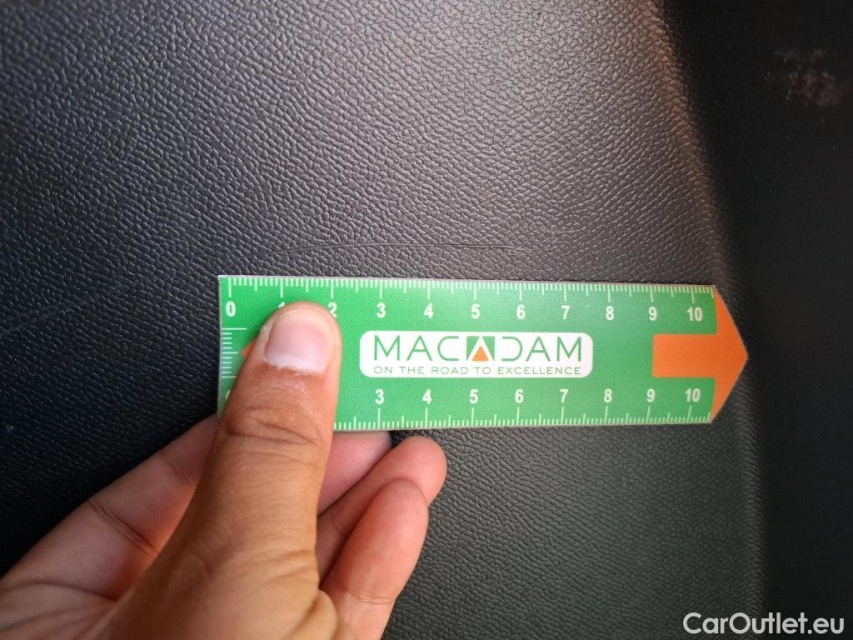 0 1 2 3 4 5 6 7 8 9 10
MACADAM
ON THE ROAD TO EXCELLENCE
3 4 5 6 7 8 9 10
CarOutlet.eu